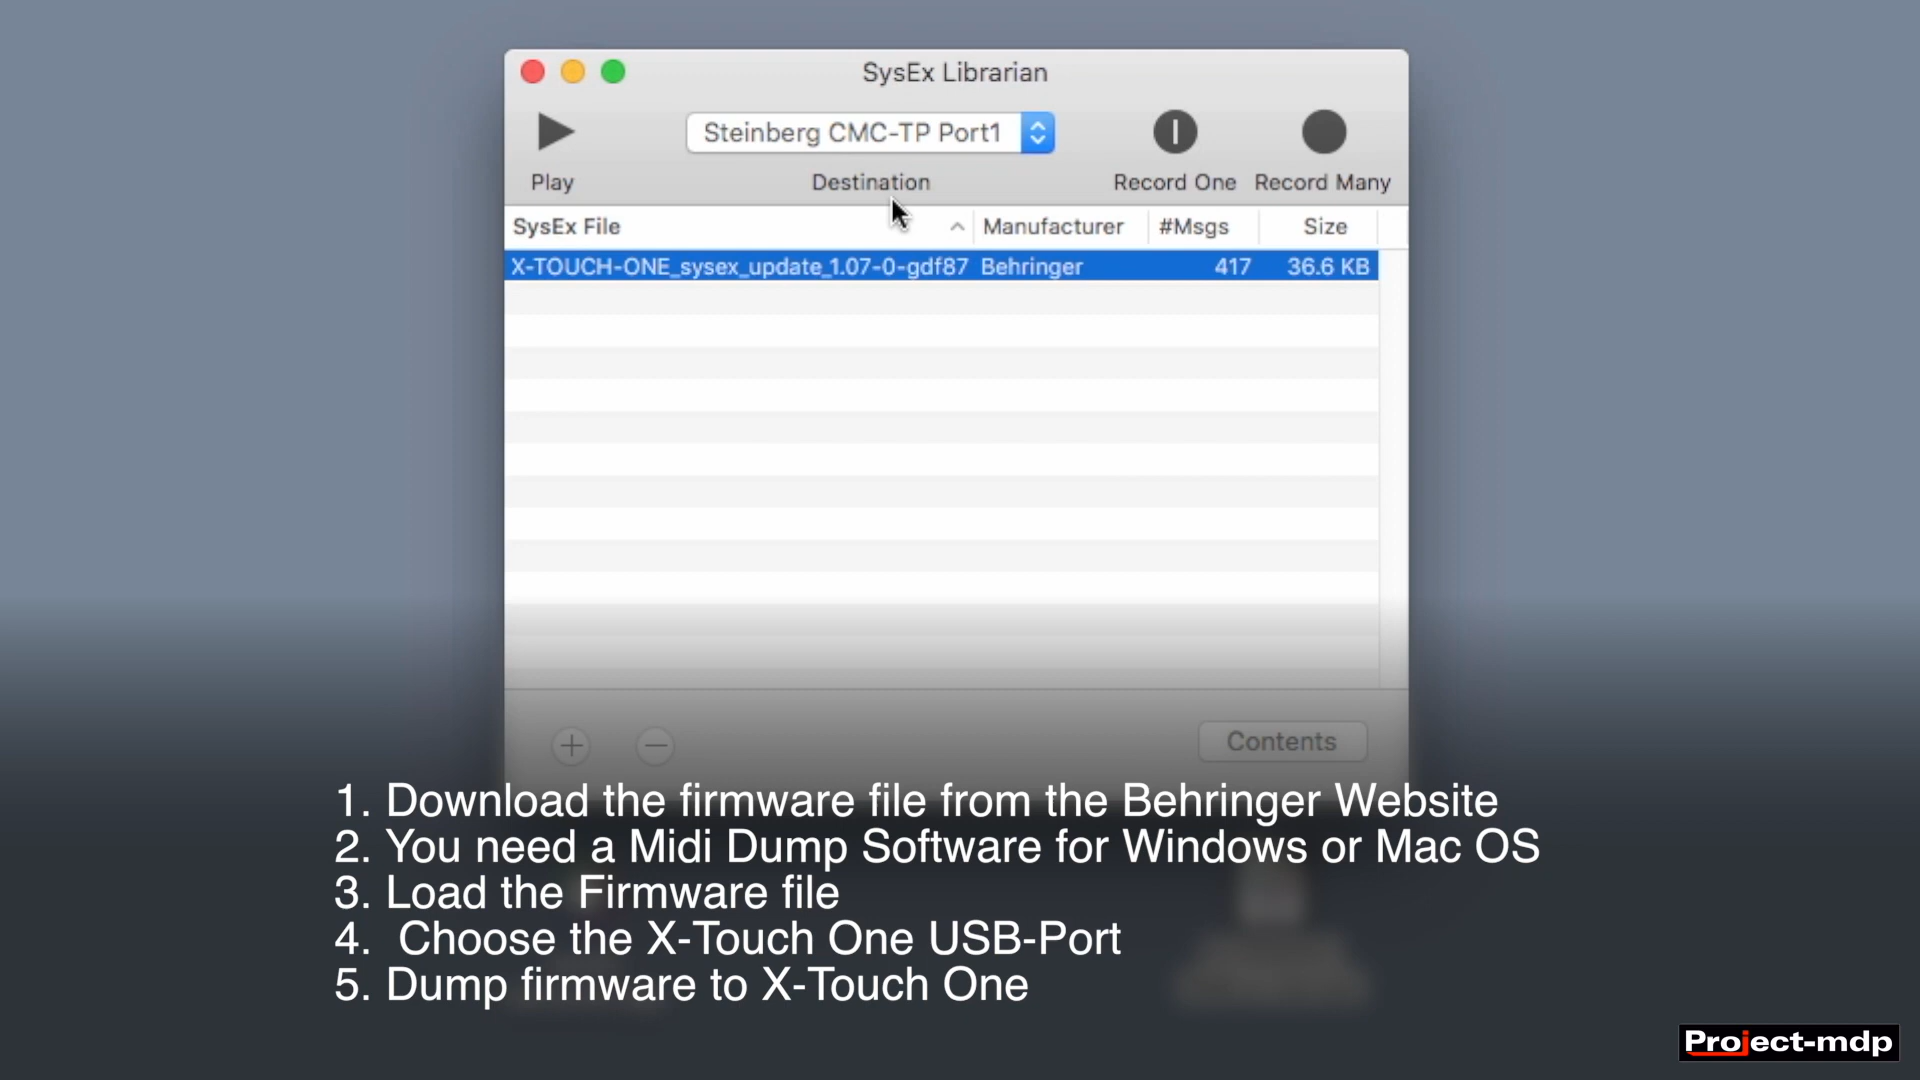 SysEx Librarian
Steinberg CMC-TP Port1
Play
Destination
Record One
Record Many
SysEx File
Manufacturer
#Msgs
Size
X-TOUCH-ONE_sysex_update_1.07-0-gdf87
Behringer
417
36.6 KB
Contents
1. Download the firmware file from the Behringer Website
2. You need a Midi Dump Software for Windows or Mac OS
3. Load the Firmware file
4. Choose the X-Touch One USB-Port
5. Dump firmware to X-Touch One
Project-mdp